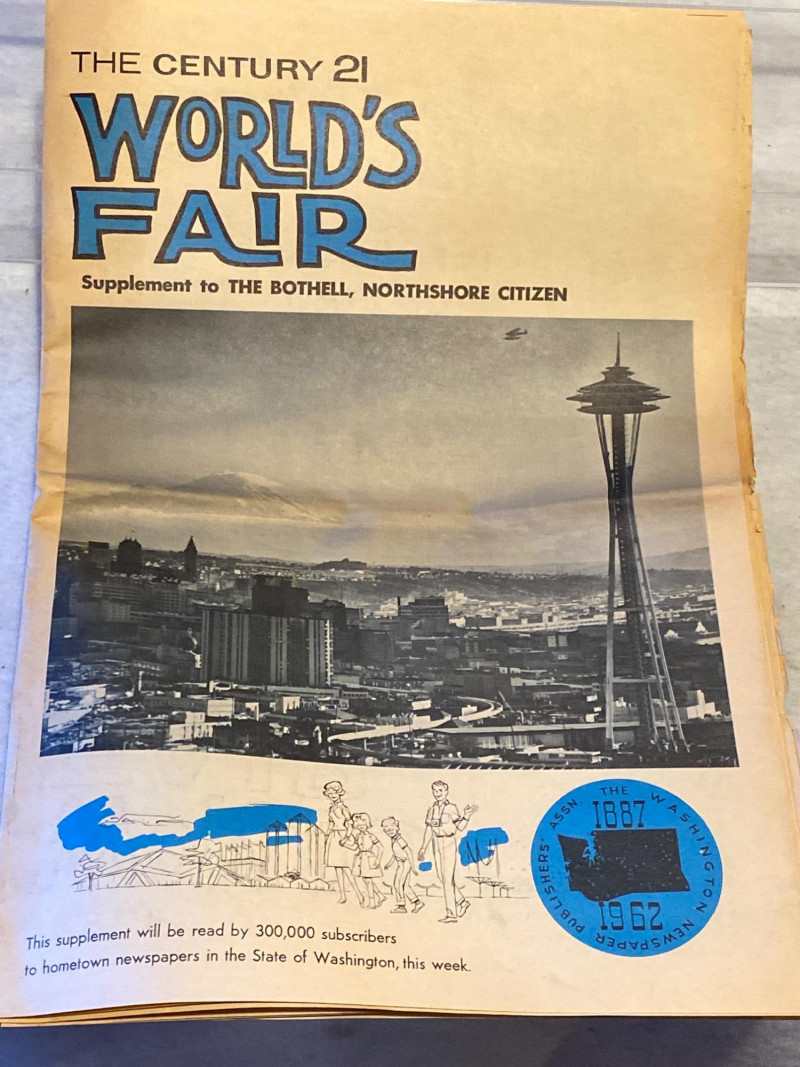 THE CENTURY 21
WORLD'S
FAIR
Supplement to THE BOTHELL, NORTHSHORE CITIZEN
THE WASHINGTON NEWSPAPER PUBLISHERS' ASSN.
1887
1962
This supplement will be read by 300,000 subscribers
to hometown newspapers in the State of Washington, this week.